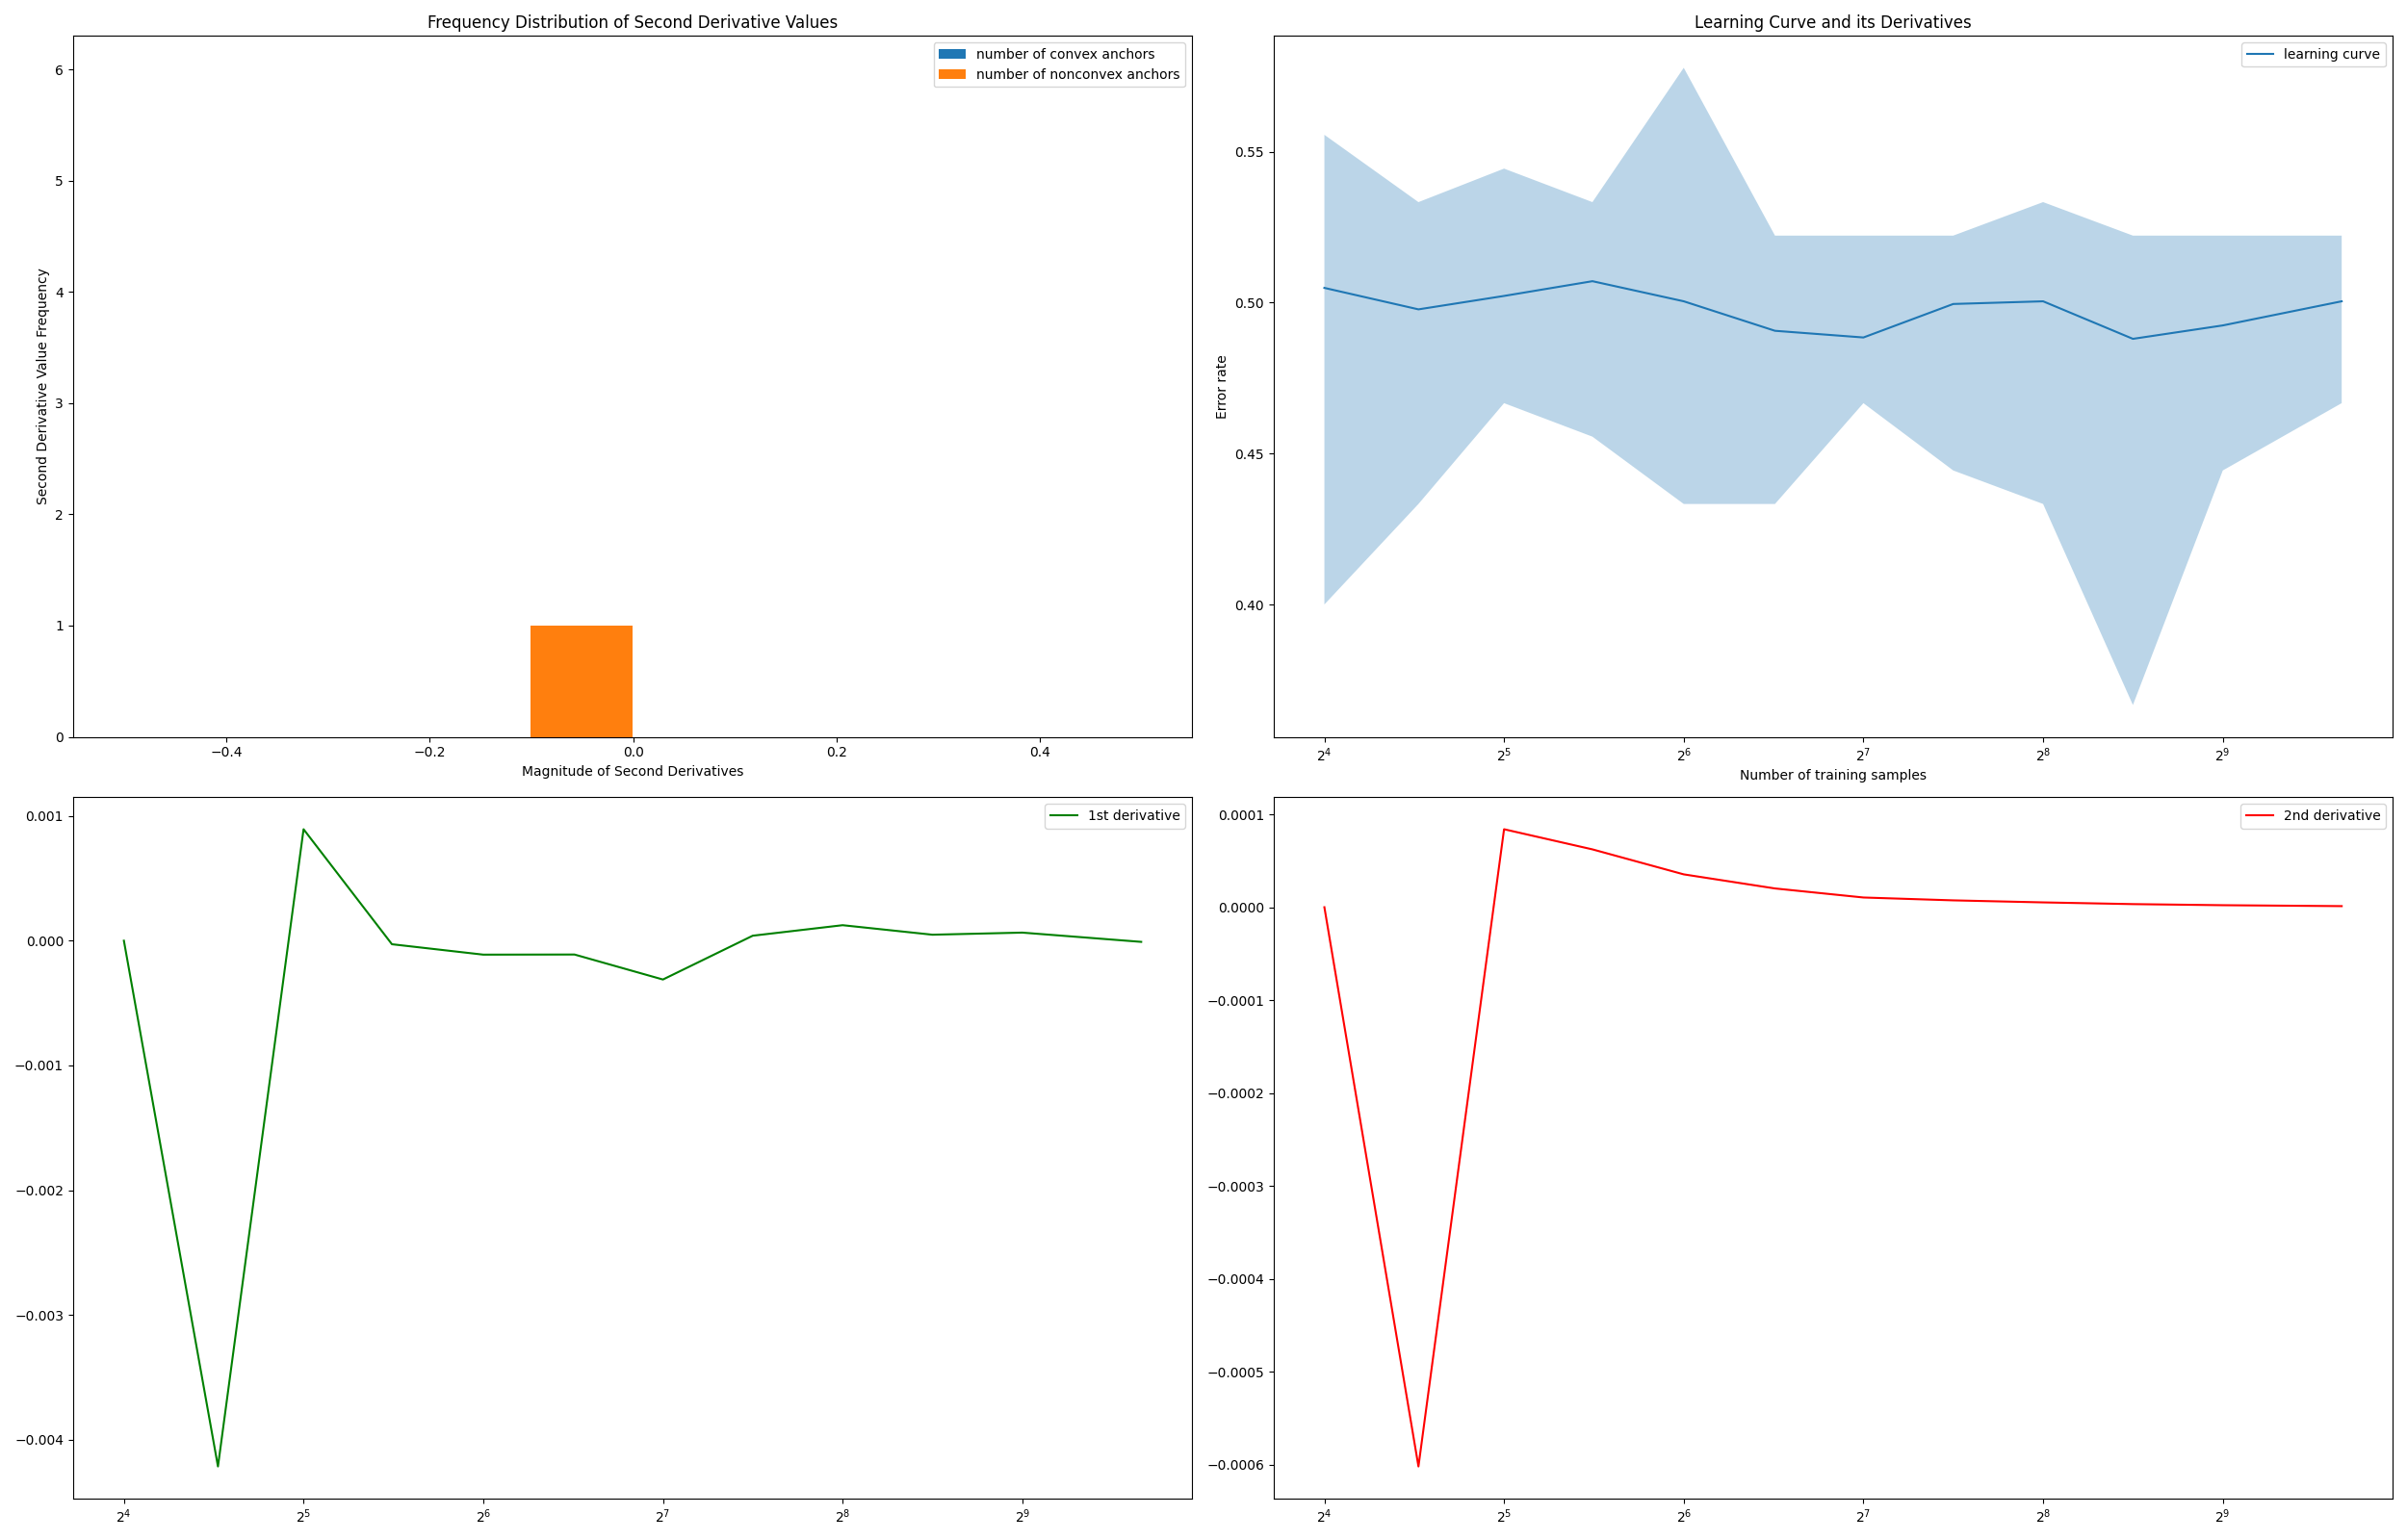 Frequency Distribution of Second Derivative Values
number of convex anchors
number of nonconvex anchors
6
5
4
3
2
1
0
Second Derivative Value Frequency
−0.4 −0.2 0.0 0.2 0.4
Magnitude of Second Derivatives
Learning Curve and its Derivatives
learning curve
0.55
0.50
0.45
0.40
Error rate
2⁴ 2⁵ 2⁶ 2⁷ 2⁸ 2⁹
Number of training samples
1st derivative
0.001
0.000
−0.001
−0.002
−0.003
−0.004
2⁴ 2⁵ 2⁶ 2⁷ 2⁸ 2⁹
2nd derivative
0.0001
0.0000
−0.0001
−0.0002
−0.0003
−0.0004
−0.0005
−0.0006
2⁴ 2⁵ 2⁶ 2⁷ 2⁸ 2⁹